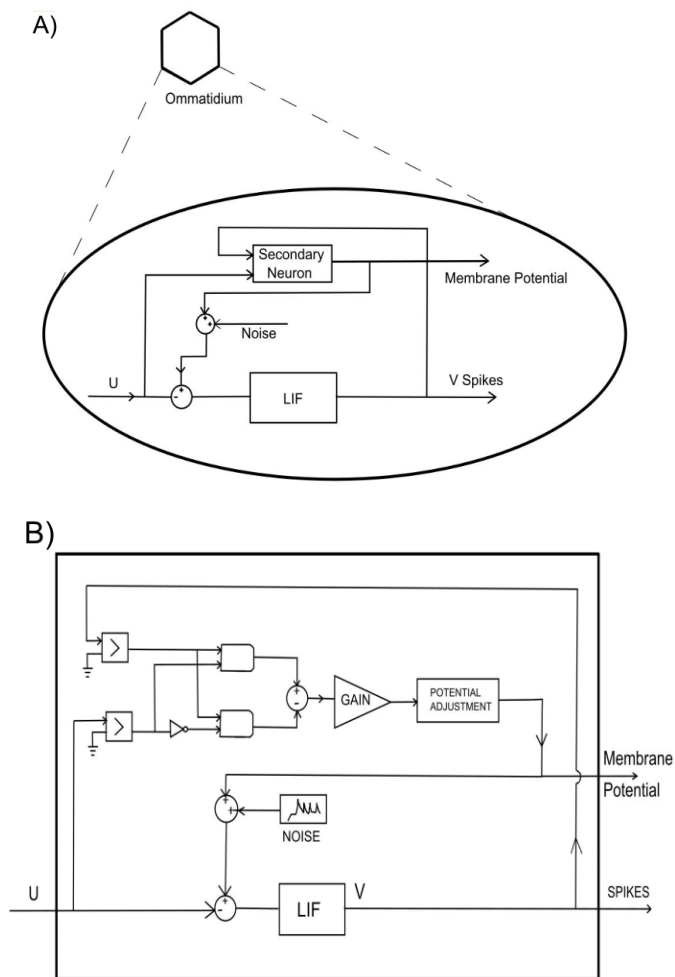 A)
Ommatidium
Secondary
Neuron
Membrane Potential
+
+
Noise
U
-
+
LIF
V Spikes
B)
>
>
+
-
GAIN
POTENTIAL
ADJUSTMENT
Membrane
Potential
+
+
NOISE
U
-
+
LIF
V
SPIKES